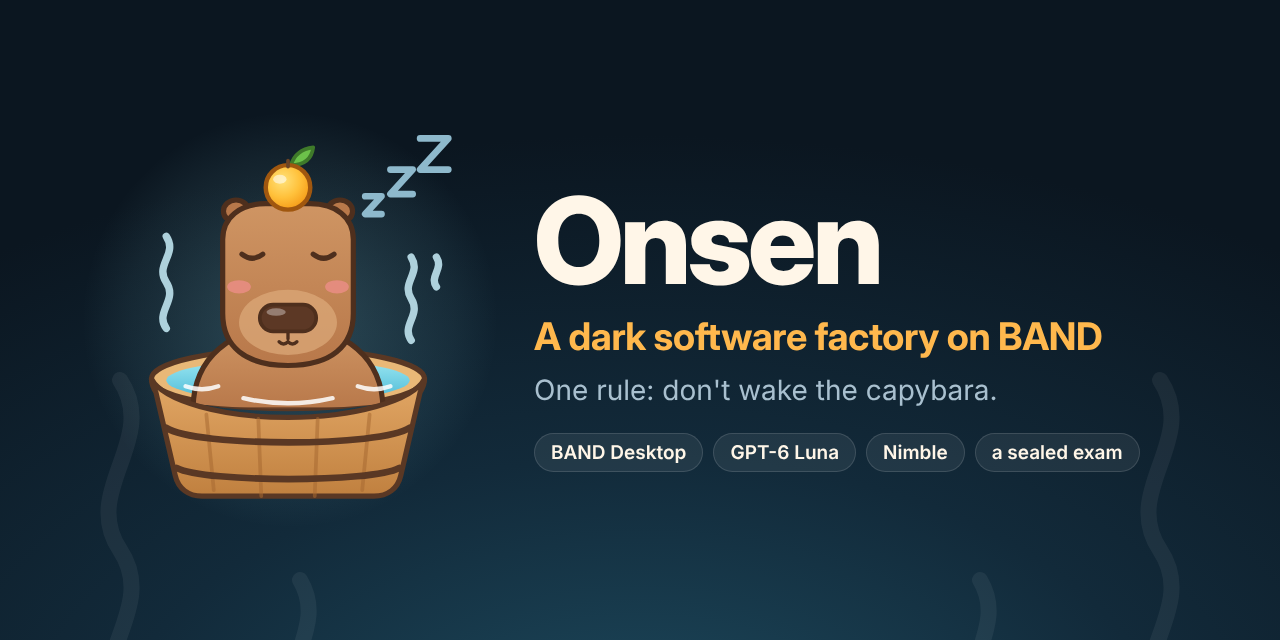 z z Z
Onsen
A dark software factory on BAND
One rule: don't wake the capybara.
BAND Desktop
GPT-6 Luna
Nimble
a sealed exam